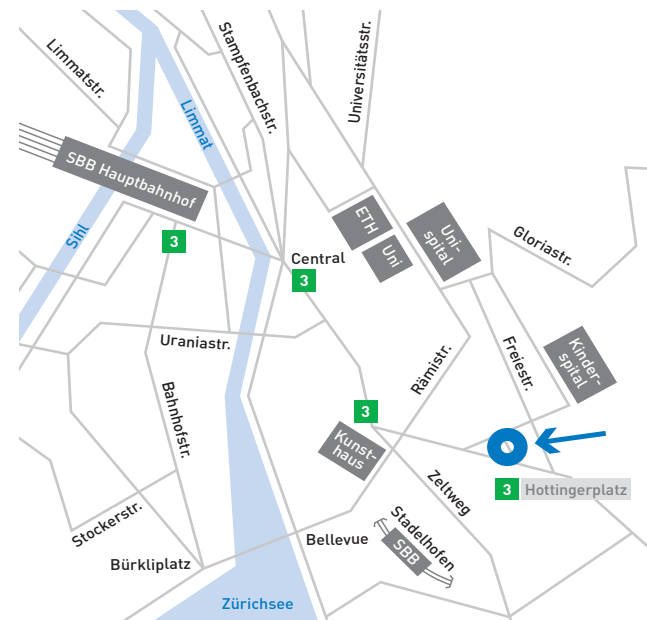 Limmatstr.
Stampfenbachstr.
Universitätsstr.
Limmat
SBB Hauptbahnhof
Sihl
3
ETH
Uni
Uni-
spital
Gloriastr.
Central
3
Uraniastr.
Rämistr.
Freiestr.
Kinder-
spital
Bahnhofstr.
3
Kunst-
haus
Zeltweg
3 Hottingerplatz
Stockerstr.
Bellevue
Stadelhofen
SBB
Bürkliplatz
Zürichsee